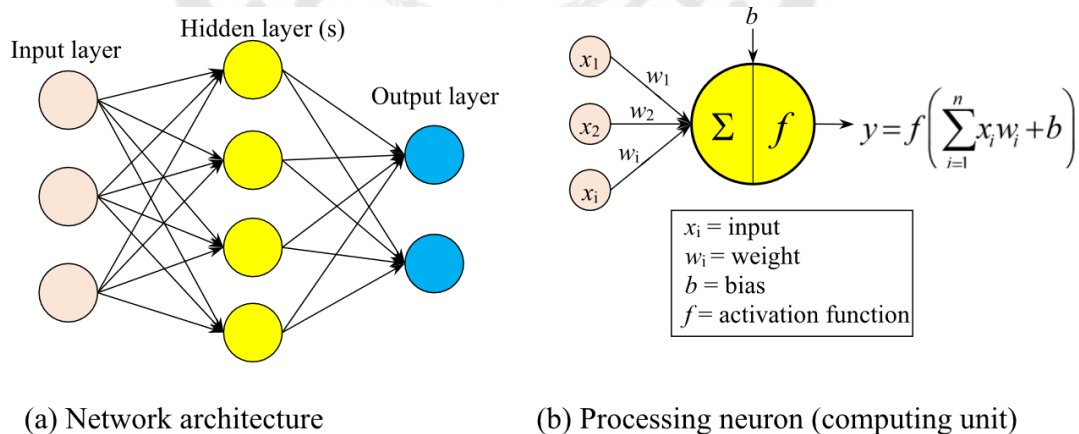 Input layer
Hidden layer (s)
Output layer
(a) Network architecture
b
x₁
x₂
xᵢ
w₁
w₂
wᵢ
Σ
f
y = f(∑ᵢ₌₁ⁿ xᵢwᵢ + b)
xᵢ = input
wᵢ = weight
b = bias
f = activation function
(b) Processing neuron (computing unit)